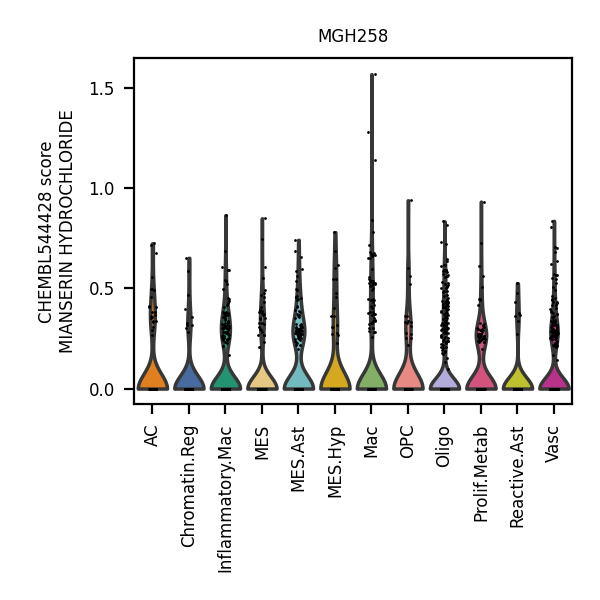 MGH258
CHEMBL544428 score
MIANSERIN HYDROCHLORIDE
1.5
1.0
0.5
0.0
AC
Chromatin.Reg
Inflammatory.Mac
MES
MES.Ast
MES.Hyp
Mac
OPC
Oligo
Prolif.Metab
Reactive.Ast
Vasc